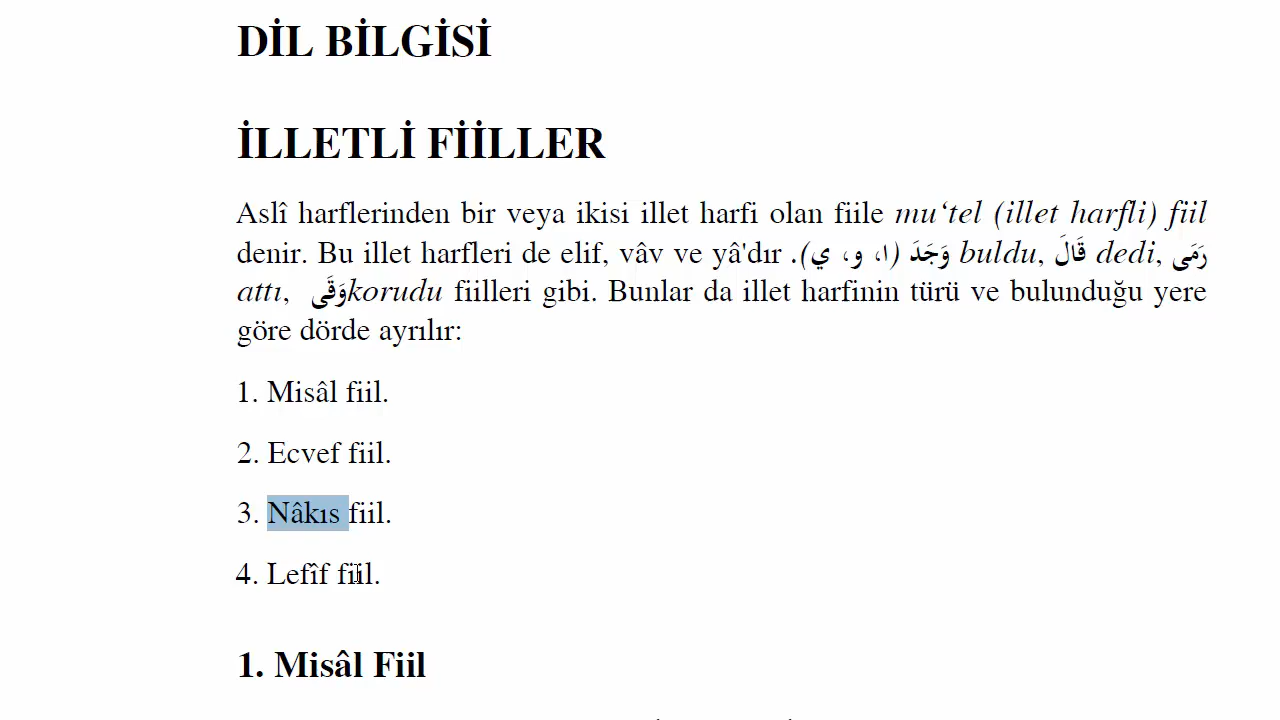 DİL BİLGİSİ
İLLETLİ FİİLLER
Aslî harflerinden bir veya ikisi illet harfi olan fiile mu‘tel (illet harfli) fiil
denir. Bu illet harfleri de elif, vâv ve yâ'dır .(ا، و، ي) وَجَدَ buldu, قَالَ dedi, رَمَى
attı, وَقَى korudu fiilleri gibi. Bunlar da illet harfinin türü ve bulunduğu yere
göre dörde ayrılır:
1. Misâl fiil.
2. Ecvef fiil.
3. Nâkıs fiil.
4. Lefîf fiil.
1. Misâl Fiil